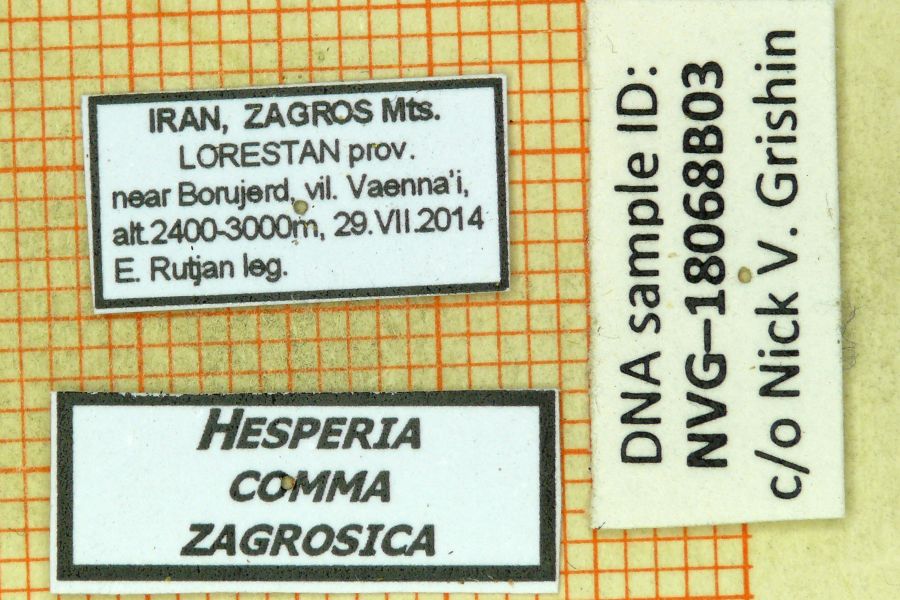 IRAN, ZAGROS Mts.
LORESTAN prov.
near Borujerd, vil. Vaenna'i,
alt.2400-3000m, 29.VII.2014
E. Rutjan leg.
HESPERIA
COMMA
ZAGROSICA
DNA sample ID:
NVG–18068B03
c/o Nick V. Grishin